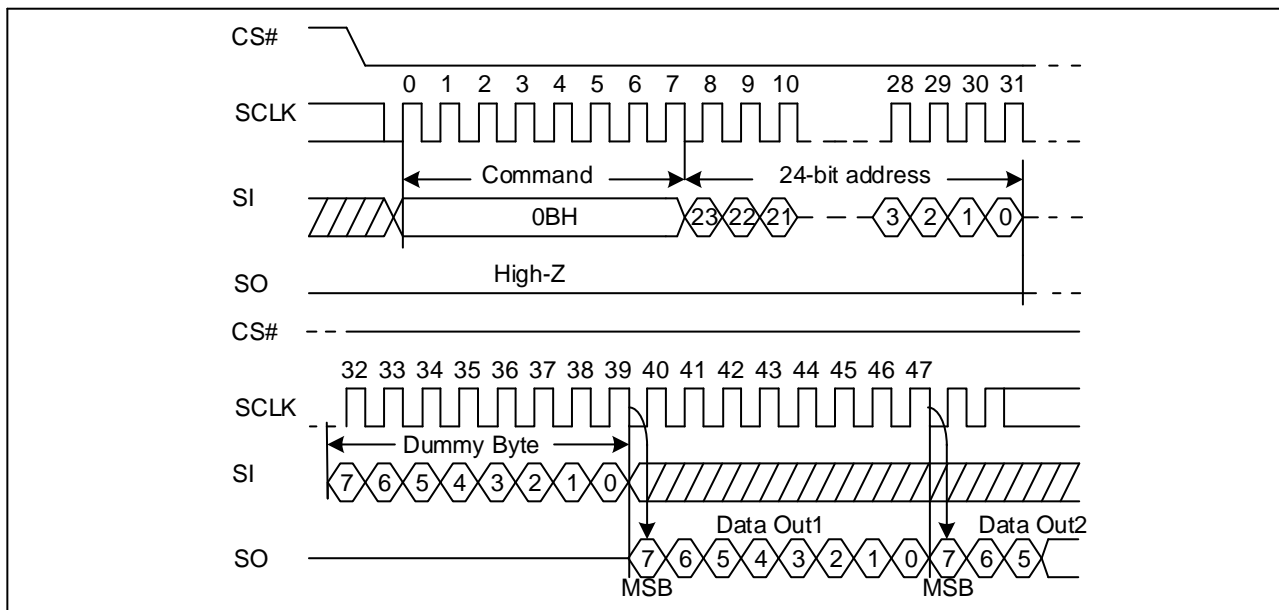 CS#
0 1 2 3 4 5 6 7 8 9 10 28 29 30 31
SCLK
Command 24-bit address
SI
0BH 23 22 21 3 2 1 0
High-Z
SO
CS#
32 33 34 35 36 37 38 39 40 41 42 43 44 45 46 47
SCLK
Dummy Byte
SI
7 6 5 4 3 2 1 0
Data Out1 Data Out2
SO
7 6 5 4 3 2 1 0 7 6 5
MSB MSB